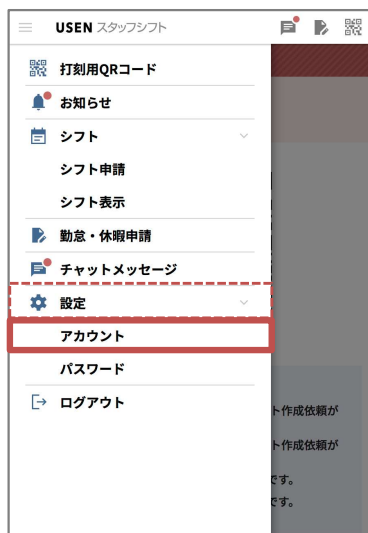 USEN スタッフシフト
打刻用QRコード
お知らせ
シフト
シフト申請
シフト表示
勤怠・休暇申請
チャットメッセージ
設定
アカウント
パスワード
ログアウト
ト作成依頼が
ト作成依頼が
です。
です。